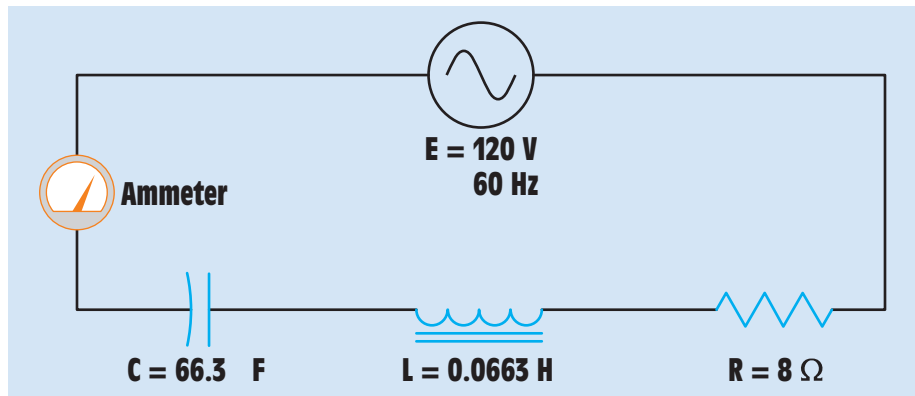 E = 120 V
60 Hz
Ammeter
C = 66.3 F
L = 0.0663 H
R = 8 Ω